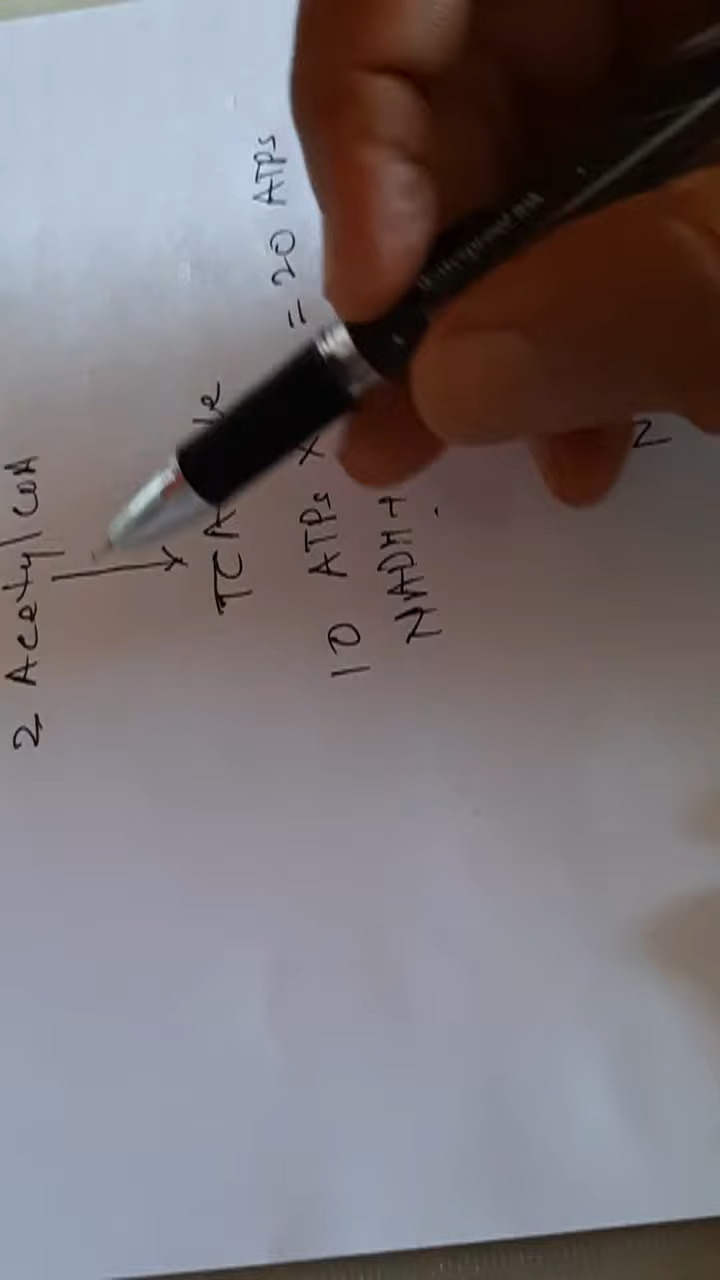 2 Acetyl CoA
TCA
10 ATPs × = 20 ATPs
NADH +
N